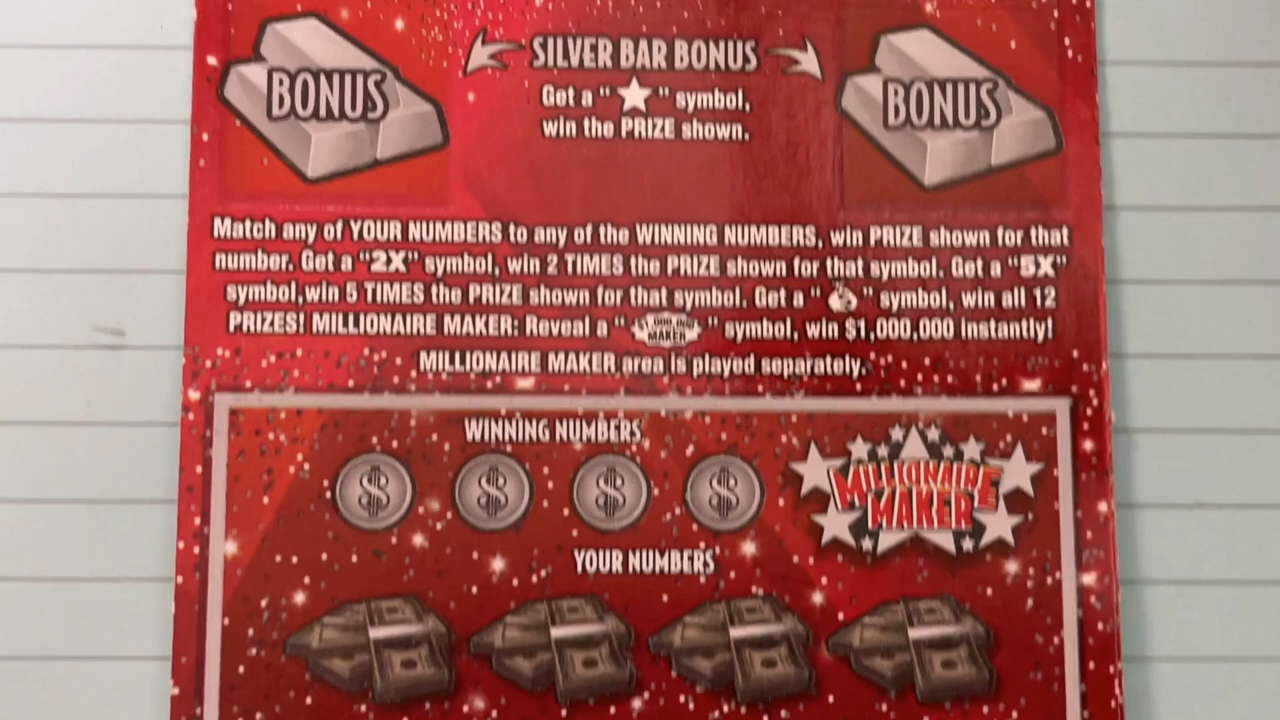 BONUS
SILVER BAR BONUS
BONUS
Get a "★" symbol,
win the PRIZE shown.
Match any of YOUR NUMBERS to any of the WINNING NUMBERS, win PRIZE shown for that
number. Get a "2X" symbol, win 2 TIMES the PRIZE shown for that symbol. Get a "5X"
symbol, win 5 TIMES the PRIZE shown for that symbol. Get a " " symbol, win all 12
PRIZES! MILLIONAIRE MAKER: Reveal a "$1,000,000 MAKER" symbol, win $1,000,000 instantly!
MILLIONAIRE MAKER area is played separately.
WINNING NUMBERS
$ $ $ $
MILLIONAIRE
MAKER
YOUR NUMBERS